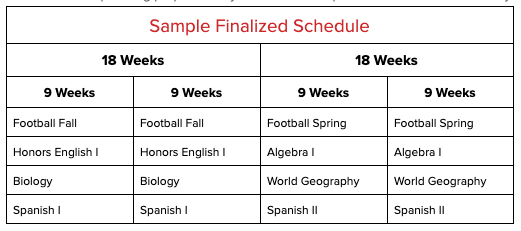 Sample Finalized Schedule
18 Weeks 18 Weeks
9 Weeks 9 Weeks 9 Weeks 9 Weeks
Football Fall Football Fall Football Spring Football Spring
Honors English I Honors English I Algebra I Algebra I
Biology Biology World Geography World Geography
Spanish I Spanish I Spanish II Spanish II